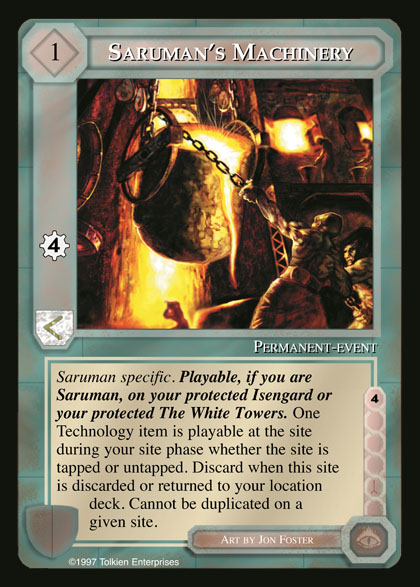 1
SARUMAN'S MACHINERY
4
PERMANENT-EVENT
Saruman specific. Playable, if you are
Saruman, on your protected Isengard or
your protected The White Towers. One
Technology item is playable at the site
during your site phase whether the site is
tapped or untapped. Discard when this site
is discarded or returned to your location
deck. Cannot be duplicated on a
given site.
4
ART BY JON FOSTER
©1997 Tolkien Enterprises